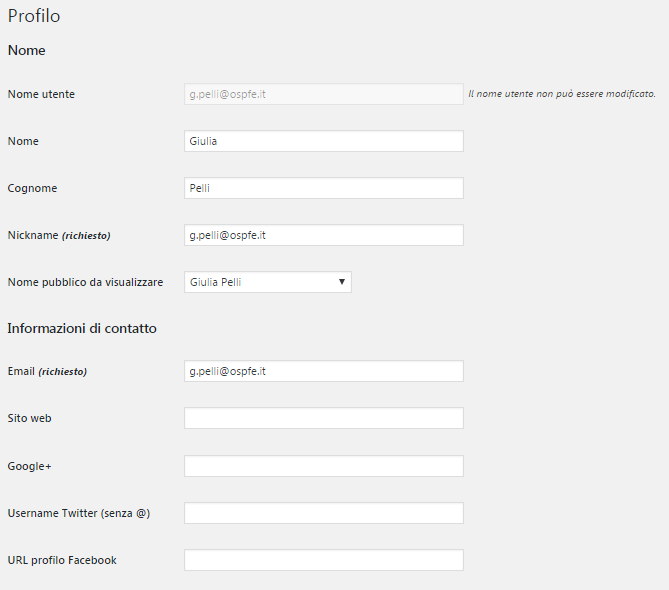 Profilo
Nome
Nome utente g.pelli@ospfe.it Il nome utente non può essere modificato.
Nome Giulia
Cognome Pelli
Nickname (richiesto) g.pelli@ospfe.it
Nome pubblico da visualizzare Giulia Pelli
Informazioni di contatto
Email (richiesto) g.pelli@ospfe.it
Sito web
Google+
Username Twitter (senza @)
URL profilo Facebook